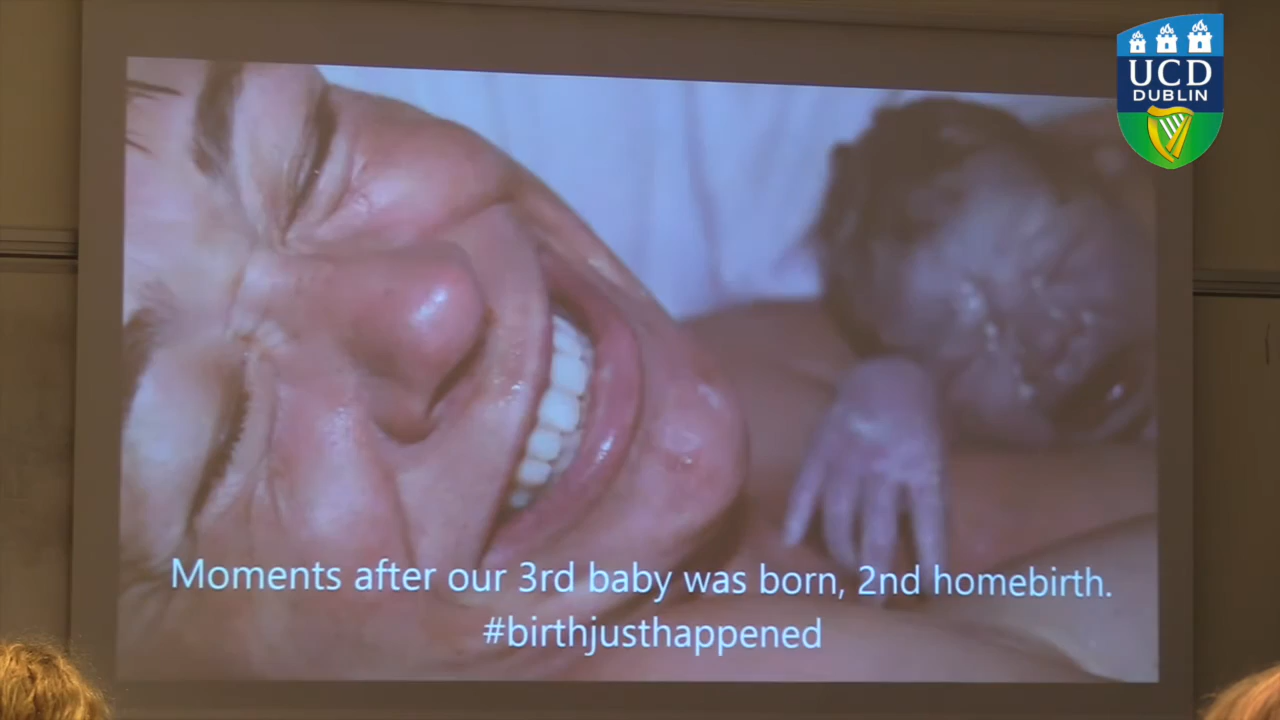 UCD
DUBLIN
Moments after our 3rd baby was born, 2nd homebirth.
#birthjusthappened